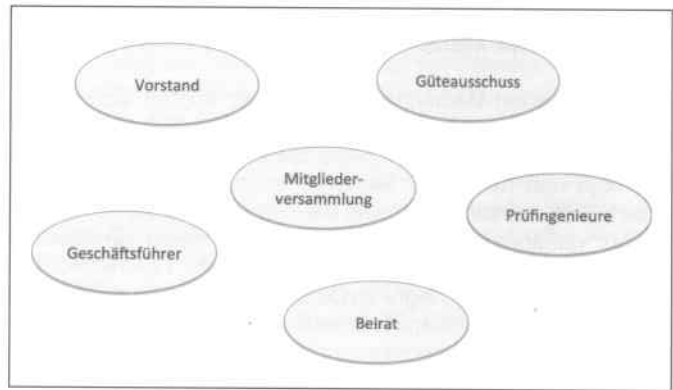 Vorstand
Güteausschuss
Mitglieder-
versammlung
Prüfingenieure
Geschäftsführer
Beirat